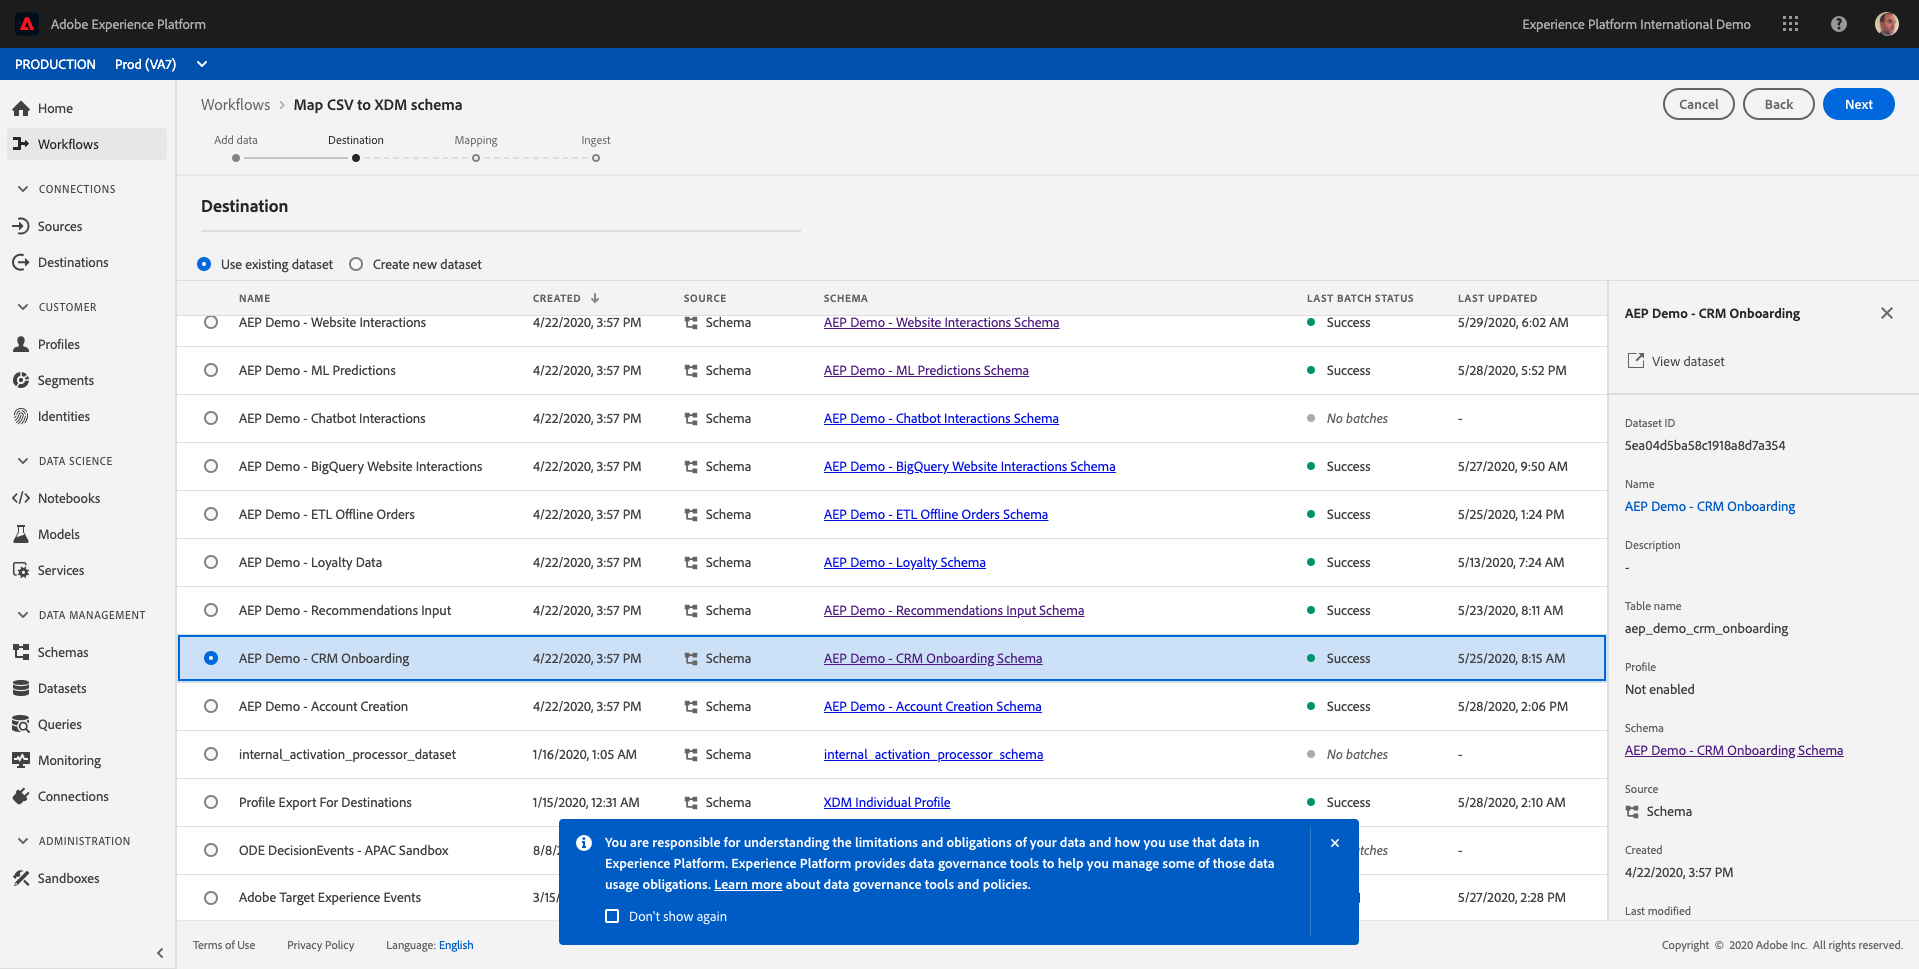 Adobe Experience Platform
Experience Platform International Demo
PRODUCTION Prod (VA7)
Home
Workflows
CONNECTIONS
Sources
Destinations
CUSTOMER
Profiles
Segments
Identities
DATA SCIENCE
Notebooks
Models
Services
DATA MANAGEMENT
Schemas
Datasets
Queries
Monitoring
Connections
ADMINISTRATION
Sandboxes
Workflows > Map CSV to XDM schema
Cancel Back Next
Add data Destination Mapping Ingest
Destination
Use existing dataset Create new dataset
NAME CREATED ↓ SOURCE SCHEMA LAST BATCH STATUS LAST UPDATED
AEP Demo - Website Interactions 4/22/2020, 3:57 PM Schema AEP Demo - Website Interactions Schema Success 5/29/2020, 6:02 AM
AEP Demo - ML Predictions 4/22/2020, 3:57 PM Schema AEP Demo - ML Predictions Schema Success 5/28/2020, 5:52 PM
AEP Demo - Chatbot Interactions 4/22/2020, 3:57 PM Schema AEP Demo - Chatbot Interactions Schema No batches -
AEP Demo - BigQuery Website Interactions 4/22/2020, 3:57 PM Schema AEP Demo - BigQuery Website Interactions Schema Success 5/27/2020, 9:50 AM
AEP Demo - ETL Offline Orders 4/22/2020, 3:57 PM Schema AEP Demo - ETL Offline Orders Schema Success 5/25/2020, 1:24 PM
AEP Demo - Loyalty Data 4/22/2020, 3:57 PM Schema AEP Demo - Loyalty Schema Success 5/13/2020, 7:24 AM
AEP Demo - Recommendations Input 4/22/2020, 3:57 PM Schema AEP Demo - Recommendations Input Schema Success 5/23/2020, 8:11 AM
AEP Demo - CRM Onboarding 4/22/2020, 3:57 PM Schema AEP Demo - CRM Onboarding Schema Success 5/25/2020, 8:15 AM
AEP Demo - Account Creation 4/22/2020, 3:57 PM Schema AEP Demo - Account Creation Schema Success 5/28/2020, 2:06 PM
internal_activation_processor_dataset 1/16/2020, 1:05 AM Schema internal_activation_processor_schema No batches -
Profile Export For Destinations 1/15/2020, 12:31 AM Schema XDM Individual Profile Success 5/28/2020, 2:10 AM
ODE DecisionEvents - APAC Sandbox 8/8/ tches -
Adobe Target Experience Events 3/15/ 5/27/2020, 2:28 PM
You are responsible for understanding the limitations and obligations of your data and how you use that data in
Experience Platform. Experience Platform provides data governance tools to help you manage some of those data
usage obligations. Learn more about data governance tools and policies.
Don't show again
AEP Demo - CRM Onboarding
View dataset
Dataset ID
5ea04d5ba58c1918a8d7a354
Name
AEP Demo - CRM Onboarding
Description
-
Table name
aep_demo_crm_onboarding
Profile
Not enabled
Schema
AEP Demo - CRM Onboarding Schema
Source
Schema
Created
4/22/2020, 3:57 PM
Last modified
Terms of Use Privacy Policy Language: English
Copyright © 2020 Adobe Inc. All rights reserved.